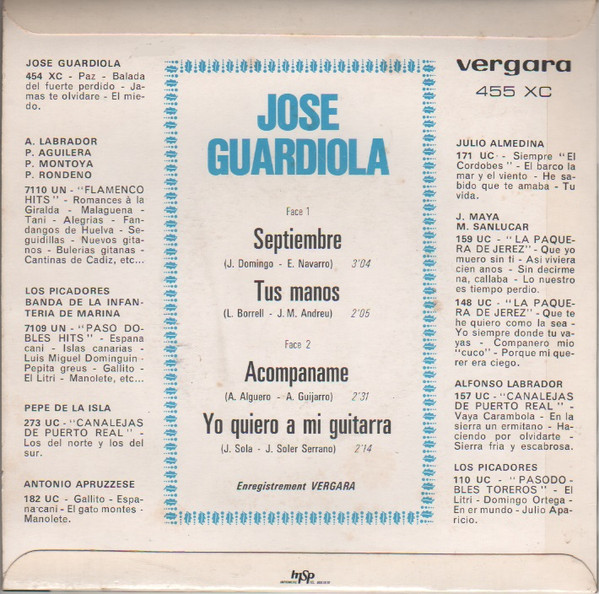 JOSE GUARDIOLA
454 XC - Paz - Balada
del fuerte perdido - Ja-
mas te olvidare - El mie-
do.
A. LABRADOR
P. AGUILERA
P. MONTOYA
P. RONDENO
7110 UN - "FLAMENCO
HITS" - Romances à la
Giralda - Malaguena -
Tani - Alegrias - Fan-
dangos de Huelva - Se-
guidillas - Nuevos gita-
nos - Bulerias gitanas -
Cantinas de Cadiz, etc...
LOS PICADORES
BANDA DE LA INFAN-
TERIA DE MARINA
7109 UN - "PASO DO-
BLES HITS" - Espana
cani - Islas canarias -
Luis Miguel Dominguin -
Pepita greus - Gallito -
El Litri - Manolete, etc...
PEPE DE LA ISLA
273 UC - "CANALEJAS
DE PUERTO REAL" -
Los del norte y los del
sur.
ANTONIO APRUZZESE
182 UC - Gallito - Espa-
na-cani - El gato montes -
Manolete.
JOSE
GUARDIOLA
Face 1
Septiembre
(J. Domingo - E. Navarro) 3'04
Tus manos
(L. Borrell - J. M. Andreu) 2'05
Face 2
Acompaname
(A. Alguero - A. Guijarro) 2'31
Yo quiero a mi guitarra
(J. Sola - J. Soler Serrano) 2'14
Enregistrement VERGARA
vergara
455 XC
JULIO ALMEDINA
171 UC - Siempre "El
Cordobes" - El barco la
mar y el viento - He sa-
bido que te amaba - Tu
vida.
J. MAYA
M. SANLUCAR
159 UC - "LA PAQUE-
RA DE JEREZ" - Que yo
muero sin ti - Asi viviera
cien anos - Sin decirme
na, callaba - Lo nuestro
es tiempo perdio.
148 UC - "LA PAQUE-
RA DE JEREZ" - Que te
he quiero como la sea -
Yo siempre donde tu va-
yas - Companero mio
"cuco" - Porque mi que-
rer era ciego.
ALFONSO LABRADOR
157 UC - "CANALEJAS
DE PUERTO REAL" -
Vaya Carambola - En la
sierra un ermitano - Ha-
ciendo por olvidarte -
Sierra fria y escabrosa.
LOS PICADORES
110 UC - "PASODO-
BLES TOREROS" - El
Litri - Domingo Ortega -
En er mundo - Julio Apa-
ricio.
msp